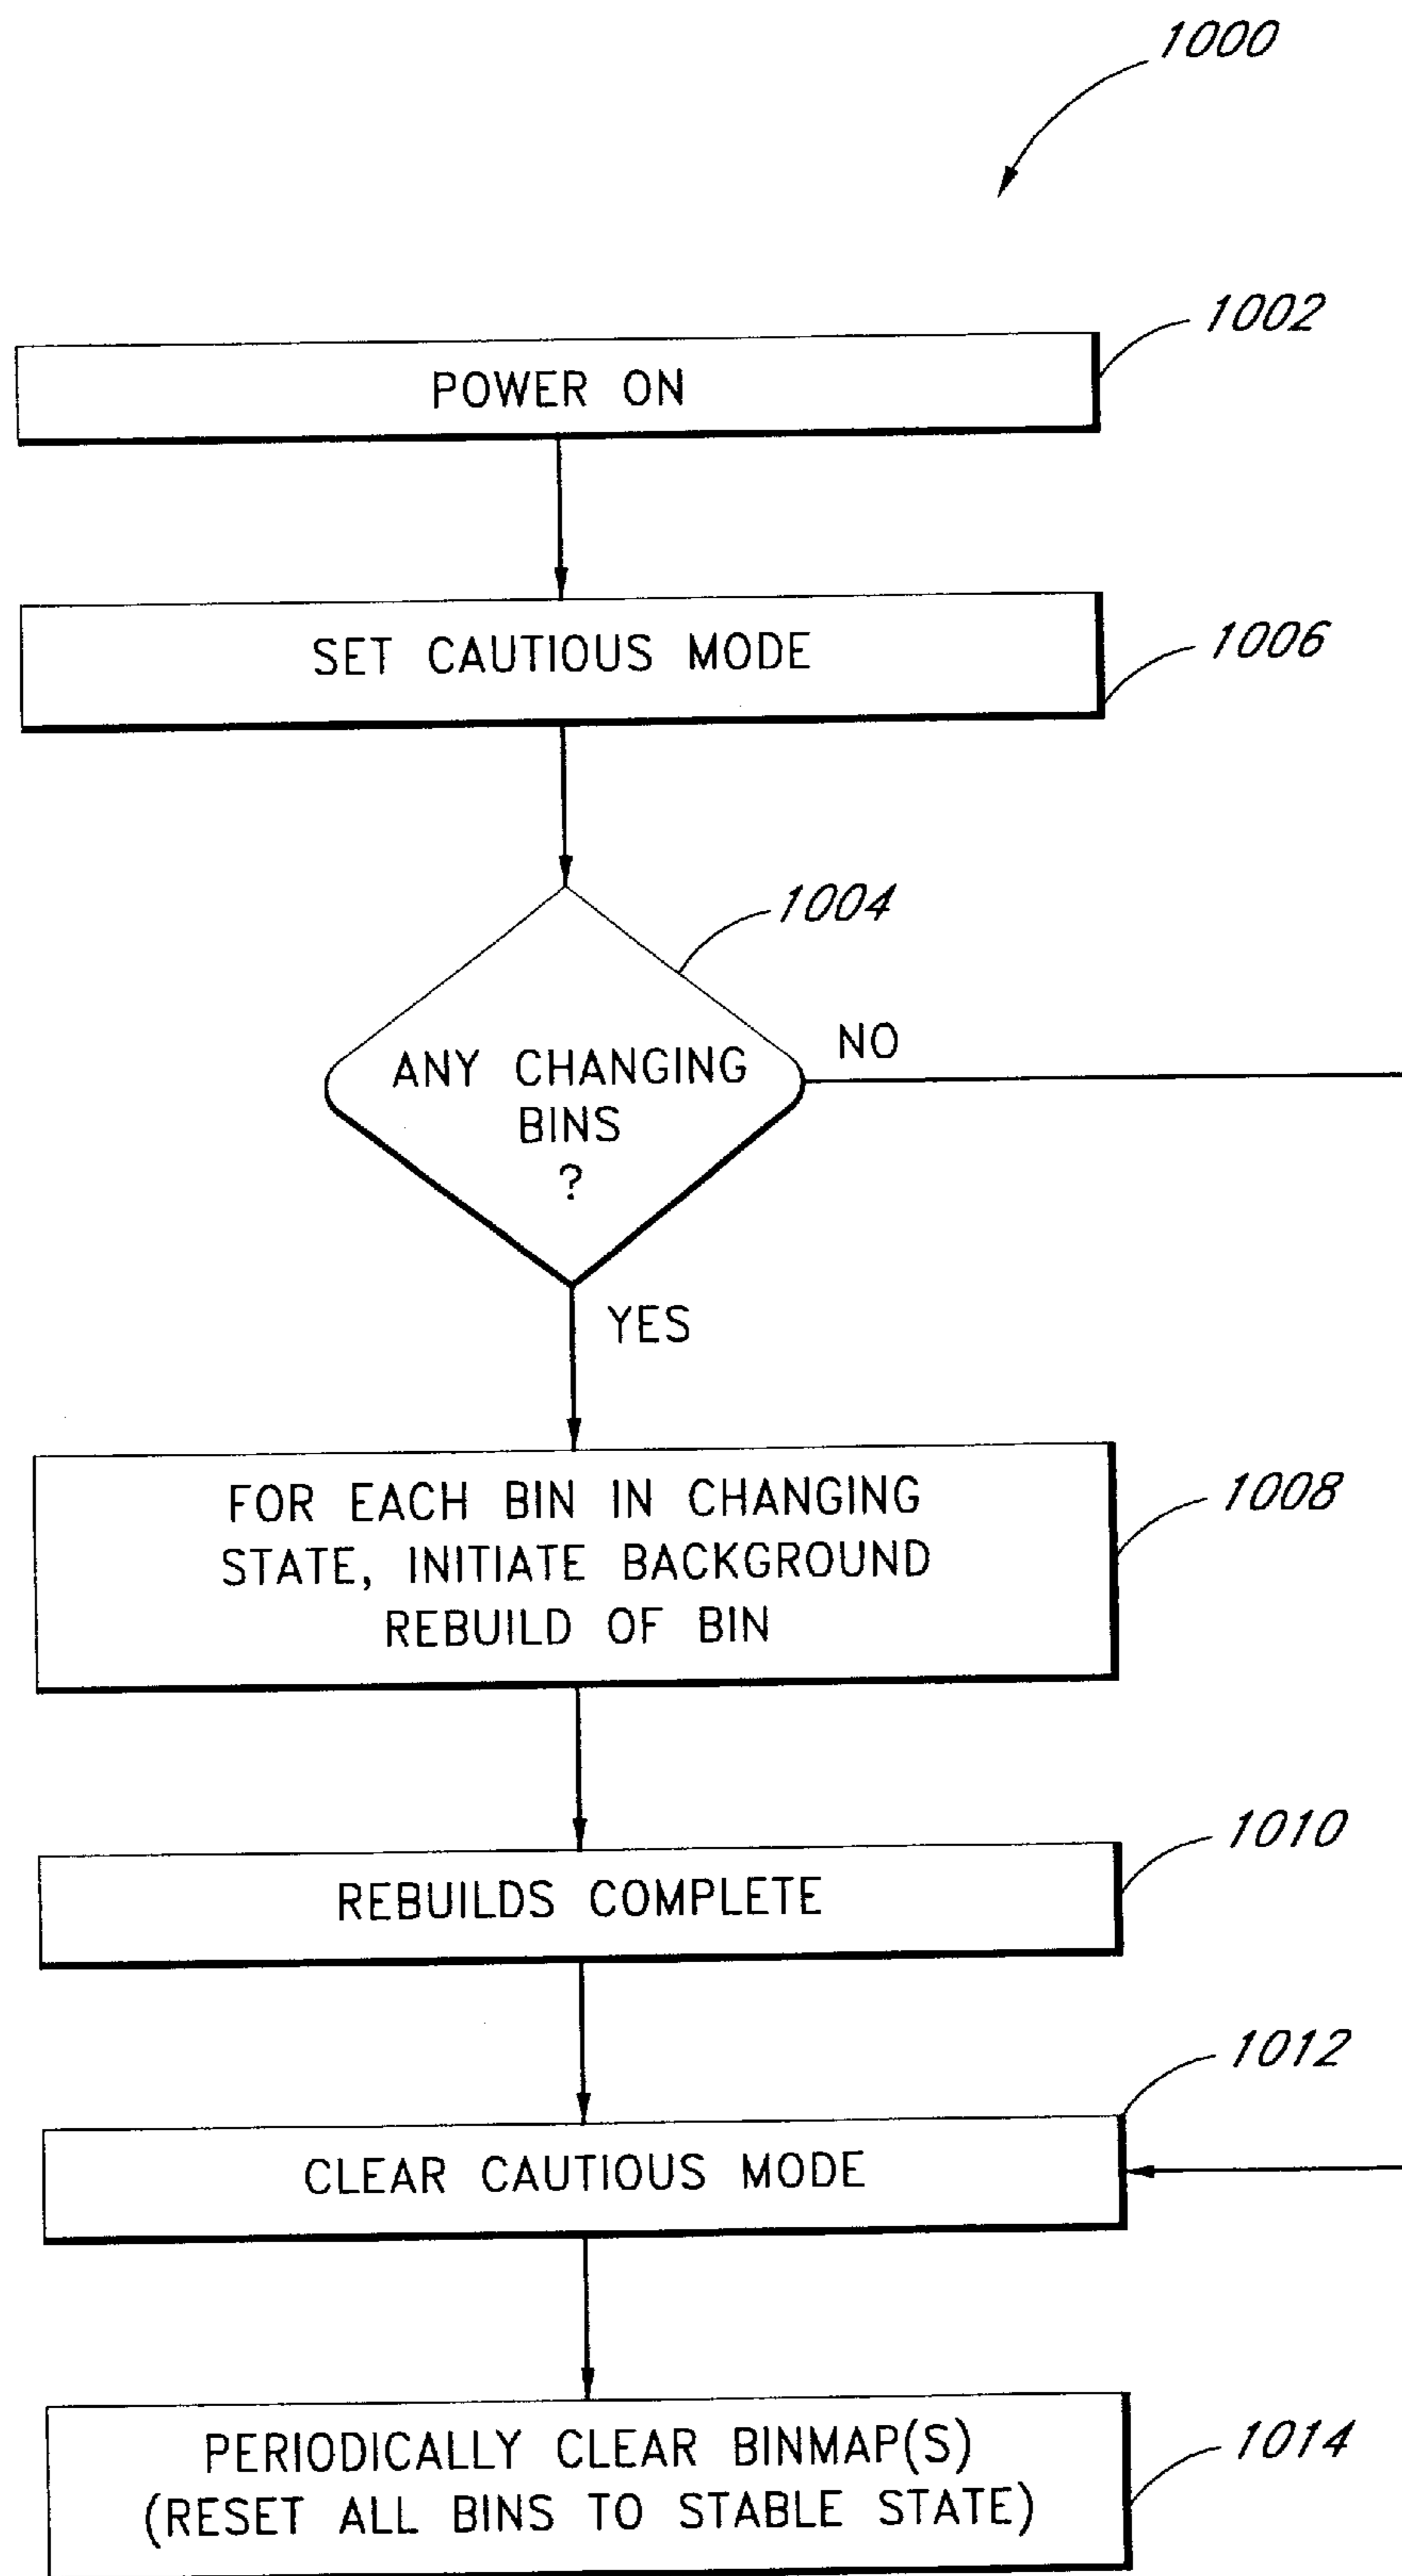 1000
1002
POWER ON
SET CAUTIOUS MODE
1006
1004
ANY CHANGING
BINS
?
NO
YES
FOR EACH BIN IN CHANGING
STATE, INITIATE BACKGROUND
REBUILD OF BIN
1008
REBUILDS COMPLETE
1010
CLEAR CAUTIOUS MODE
1012
PERIODICALLY CLEAR BINMAP(S)
(RESET ALL BINS TO STABLE STATE)
1014